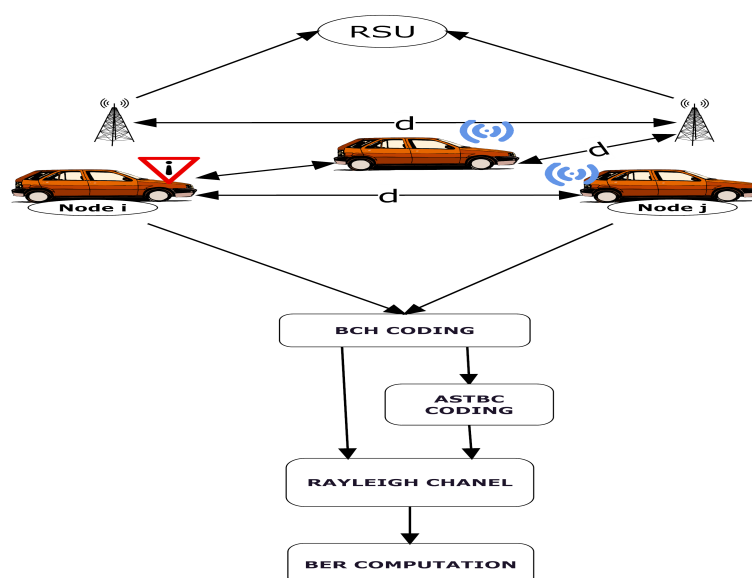 RSU
d
d
i
d
Node i
Node j
BCH CODING
ASTBC
CODING
RAYLEIGH CHANEL
BER COMPUTATION